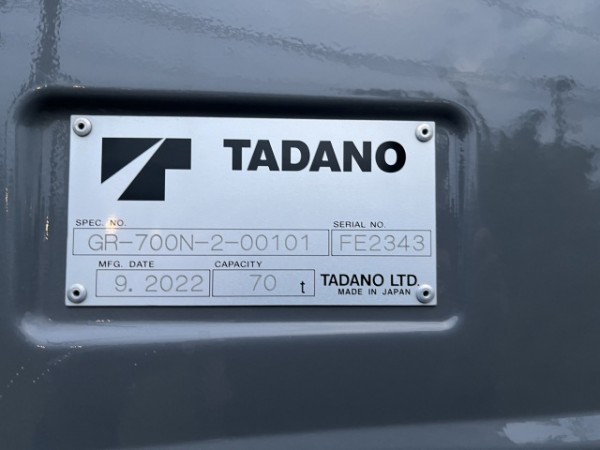 TADANO
SPEC. NO.
SERIAL NO.
GR-700N-2-00101
FE2343
MFG. DATE
CAPACITY
9. 2022
70 t
TADANO LTD.
MADE IN JAPAN